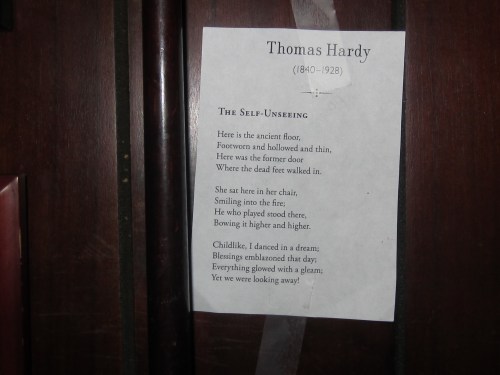 Thomas Hardy
(1840–1928)
THE SELF-UNSEEING
Here is the ancient floor,
Footworn and hollowed and thin,
Here was the former door
Where the dead feet walked in.
She sat here in her chair,
Smiling into the fire;
He who played stood there,
Bowing it higher and higher.
Childlike, I danced in a dream;
Blessings emblazoned that day;
Everything glowed with a gleam;
Yet we were looking away!